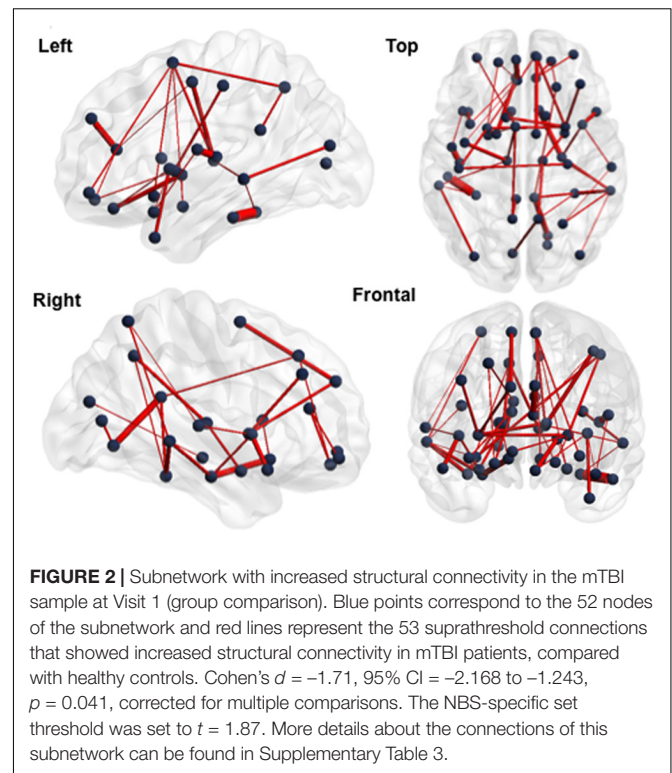 Left
Top
Right
Frontal
FIGURE 2 | Subnetwork with increased structural connectivity in the mTBI
sample at Visit 1 (group comparison). Blue points correspond to the 52 nodes
of the subnetwork and red lines represent the 53 suprathreshold connections
that showed increased structural connectivity in mTBI patients, compared
with healthy controls. Cohen's d = –1.71, 95% CI = –2.168 to –1.243,
p = 0.041, corrected for multiple comparisons. The NBS-specific set
threshold was set to t = 1.87. More details about the connections of this
subnetwork can be found in Supplementary Table 3.